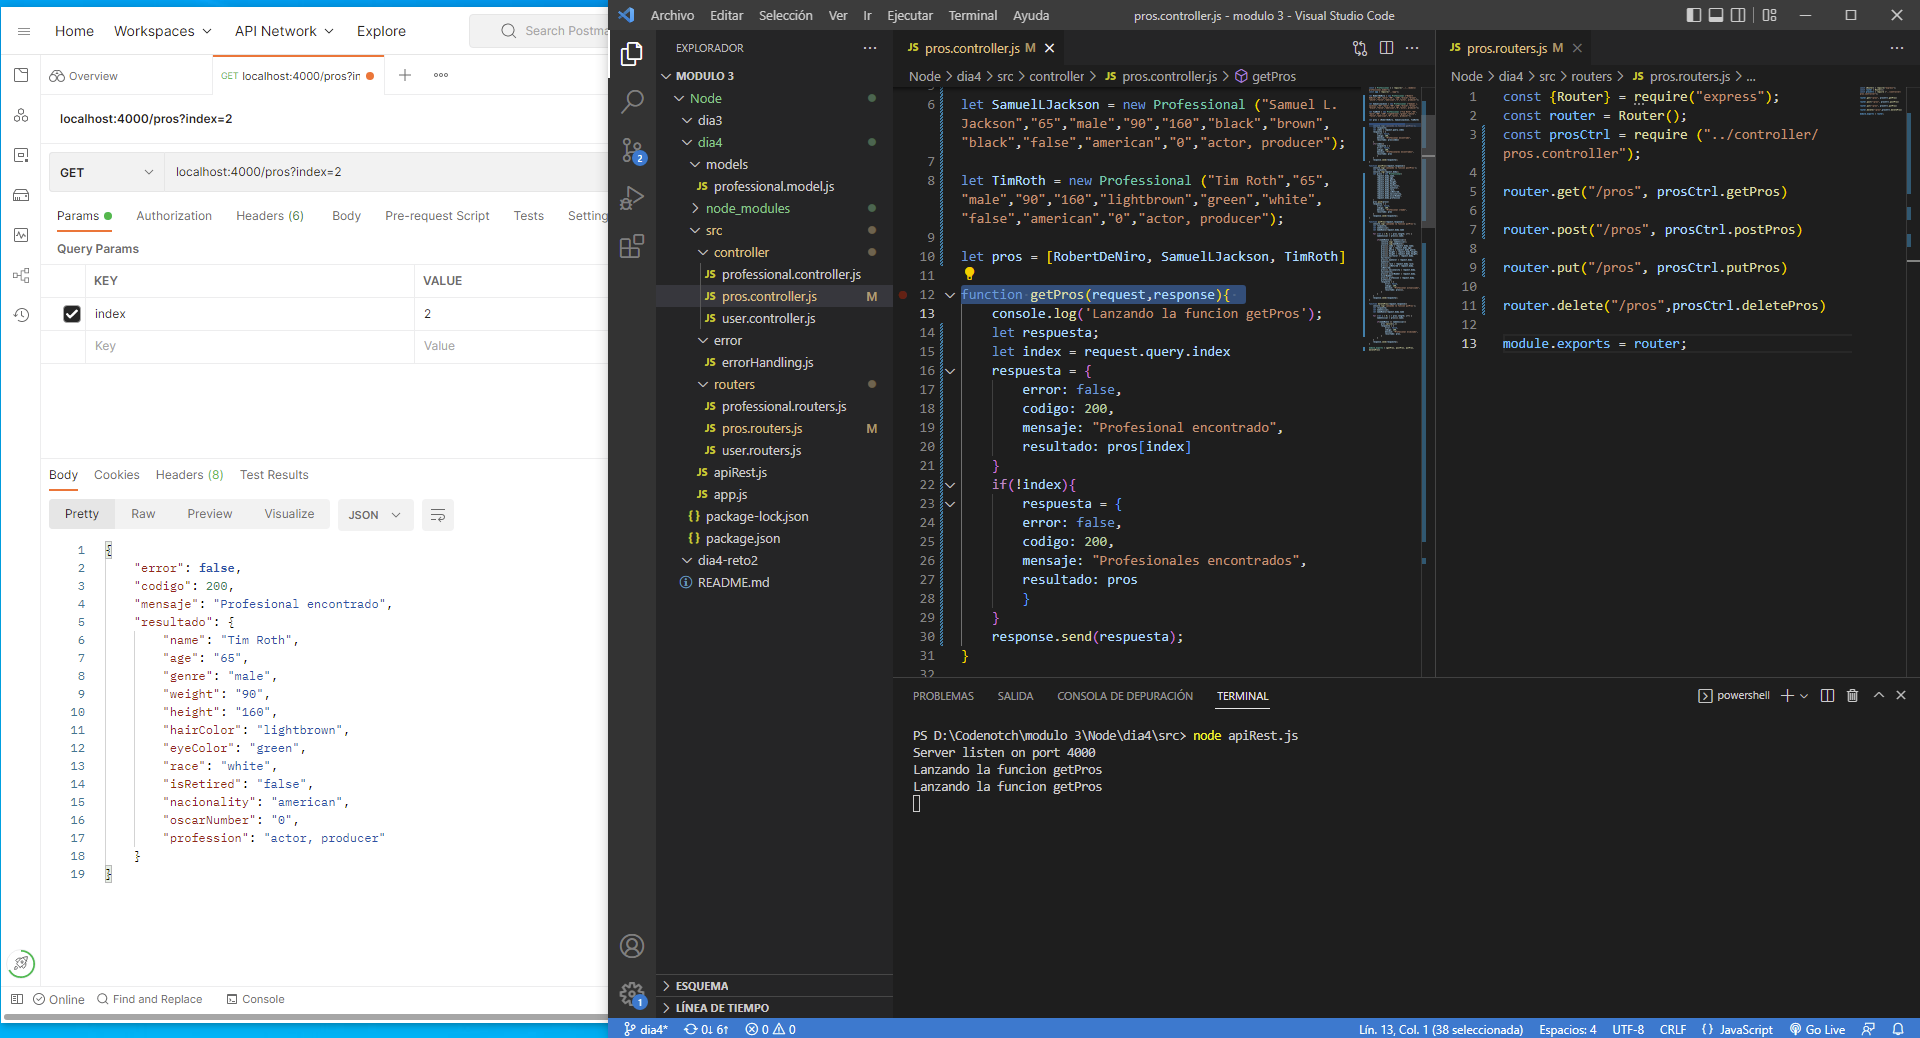 Home
Workspaces
API Network
Explore
Search Postma
Overview
GET localhost:4000/pros?in
localhost:4000/pros?index=2
GET
localhost:4000/pros?index=2
Params
Authorization
Headers (6)
Body
Pre-request Script
Tests
Setting
Query Params
KEY
VALUE
index
2
Key
Value
Body
Cookies
Headers (8)
Test Results
Pretty
Raw
Preview
Visualize
JSON
1 {
2 "error": false,
3 "codigo": 200,
4 "mensaje": "Profesional encontrado",
5 "resultado": {
6 "name": "Tim Roth",
7 "age": "65",
8 "genre": "male",
9 "weight": "90",
10 "height": "160",
11 "hairColor": "lightbrown",
12 "eyeColor": "green",
13 "race": "white",
14 "isRetired": "false",
15 "nacionality": "american",
16 "oscarNumber": "0",
17 "profession": "actor, producer"
18 }
19 }
Online
Find and Replace
Console
Archivo
Editar
Selección
Ver
Ir
Ejecutar
Terminal
Ayuda
pros.controller.js - modulo 3 - Visual Studio Code
EXPLORADOR
MODULO 3
Node
dia3
dia4
models
JS professional.model.js
node_modules
src
controller
JS professional.controller.js
JS pros.controller.js M
JS user.controller.js
error
JS errorHandling.js
routers
JS professional.routers.js
JS pros.routers.js M
JS user.routers.js
JS apiRest.js
JS app.js
{} package-lock.json
{} package.json
dia4-reto2
README.md
ESQUEMA
LÍNEA DE TIEMPO
2
1
JS pros.controller.js M
Node > dia4 > src > controller > JS pros.controller.js > getPros
6 let SamuelLJackson = new Professional ("Samuel L.
Jackson","65","male","90","160","black","brown",
"black","false","american","0","actor, producer");
7
8 let TimRoth = new Professional ("Tim Roth","65",
"male","90","160","lightbrown","green","white",
"false","american","0","actor, producer");
9
10 let pros = [RobertDeNiro, SamuelLJackson, TimRoth]
11
12 function getPros(request,response){
13 console.log('Lanzando la funcion getPros');
14 let respuesta;
15 let index = request.query.index
16 respuesta = {
17 error: false,
18 codigo: 200,
19 mensaje: "Profesional encontrado",
20 resultado: pros[index]
21 }
22 if(!index){
23 respuesta = {
24 error: false,
25 codigo: 200,
26 mensaje: "Profesionales encontrados",
27 resultado: pros
28 }
29 }
30 response.send(respuesta);
31 }
32
JS pros.routers.js M
Node > dia4 > src > routers > JS pros.routers.js > ...
1 const {Router} = require("express");
2 const router = Router();
3 const prosCtrl = require ("../controller/
pros.controller");
4
5 router.get("/pros", prosCtrl.getPros)
6
7 router.post("/pros", prosCtrl.postPros)
8
9 router.put("/pros", prosCtrl.putPros)
10
11 router.delete("/pros",prosCtrl.deletePros)
12
13 module.exports = router;
PROBLEMAS
SALIDA
CONSOLA DE DEPURACIÓN
TERMINAL
powershell
PS D:\Codenotch\modulo 3\Node\dia4\src> node apiRest.js
Server listen on port 4000
Lanzando la funcion getPros
Lanzando la funcion getPros
dia4*
0↓ 6↑
0 0
Lín. 13, Col. 1 (38 seleccionada)
Espacios: 4
UTF-8
CRLF
{} JavaScript
Go Live